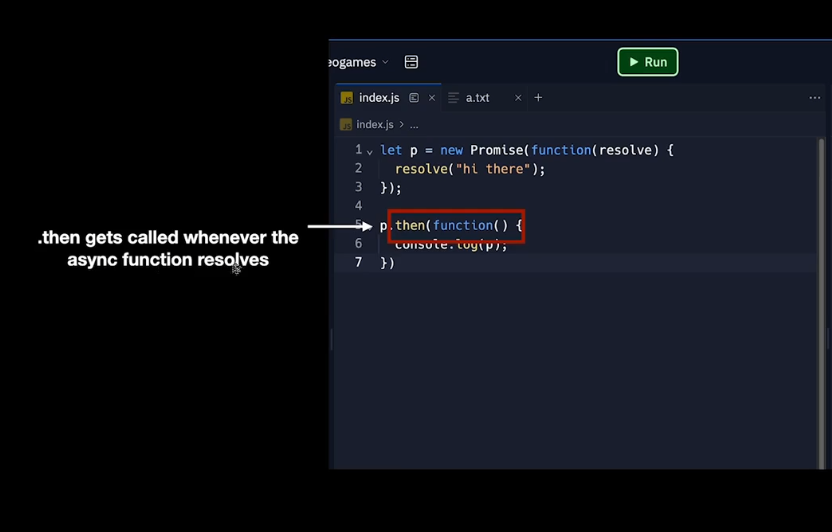 eogames
Run
index.js
a.txt
index.js > ...
1 let p = new Promise(function(resolve) {
2 resolve("hi there");
3 });
4
5 p.then(function() {
6 console.log(p);
7 })
.then gets called whenever the
async function resolves